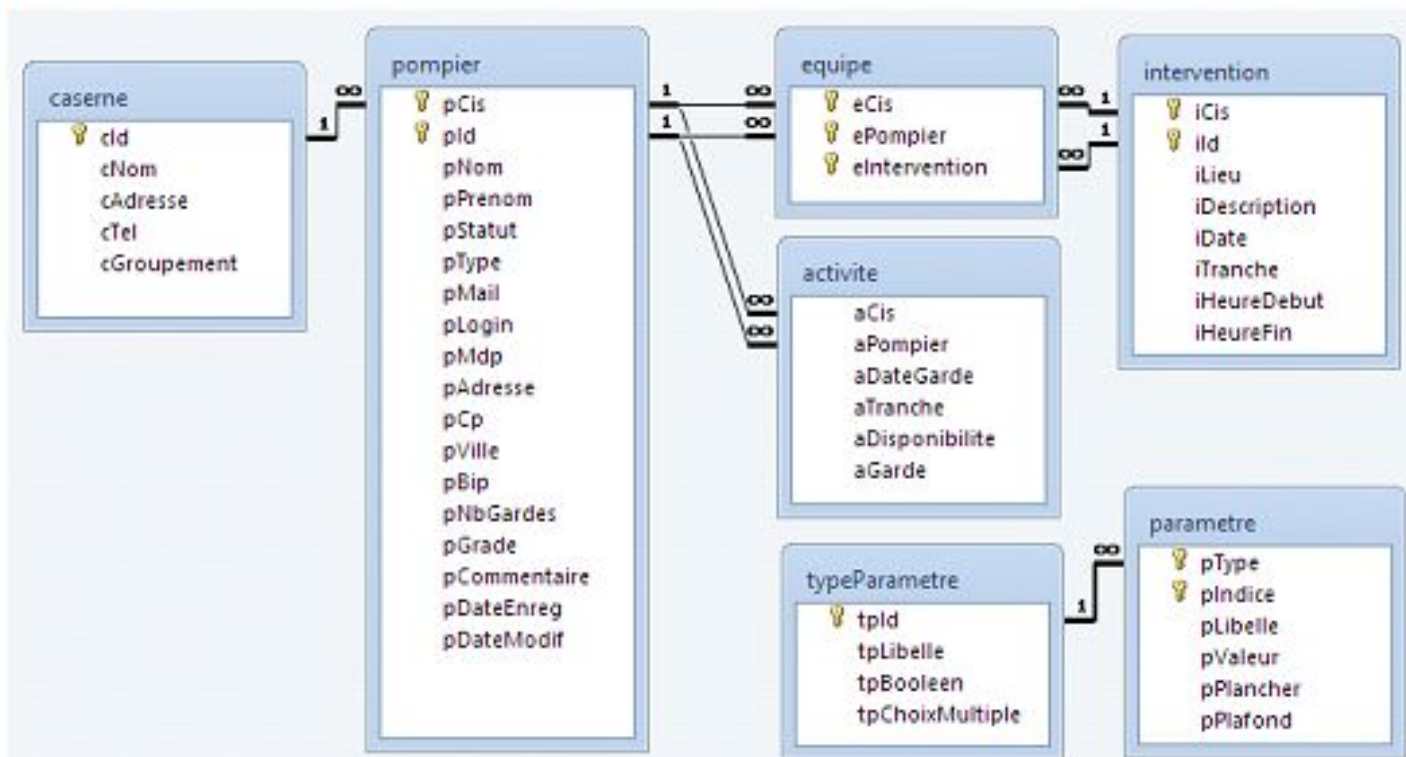 caserne
cId
cNom
cAdresse
cTel
cGroupement
1
∞
pompier
pCis
pId
pNom
pPrenom
pStatut
pType
pMail
pLogin
pMdp
pAdresse
pCp
pVille
pBip
pNbGardes
pGrade
pCommentaire
pDateEnreg
pDateModif
1
1
∞
∞
equipe
eCis
ePompier
eIntervention
∞
∞
1
1
intervention
iCis
iId
iLieu
iDescription
iDate
iTranche
iHeureDebut
iHeureFin
∞
∞
activite
aCis
aPompier
aDateGarde
aTranche
aDisponibilite
aGarde
typeParametre
tpId
tpLibelle
tpBooleen
tpChoixMultiple
1
∞
parametre
pType
pIndice
pLibelle
pValeur
pPlancher
pPlafond